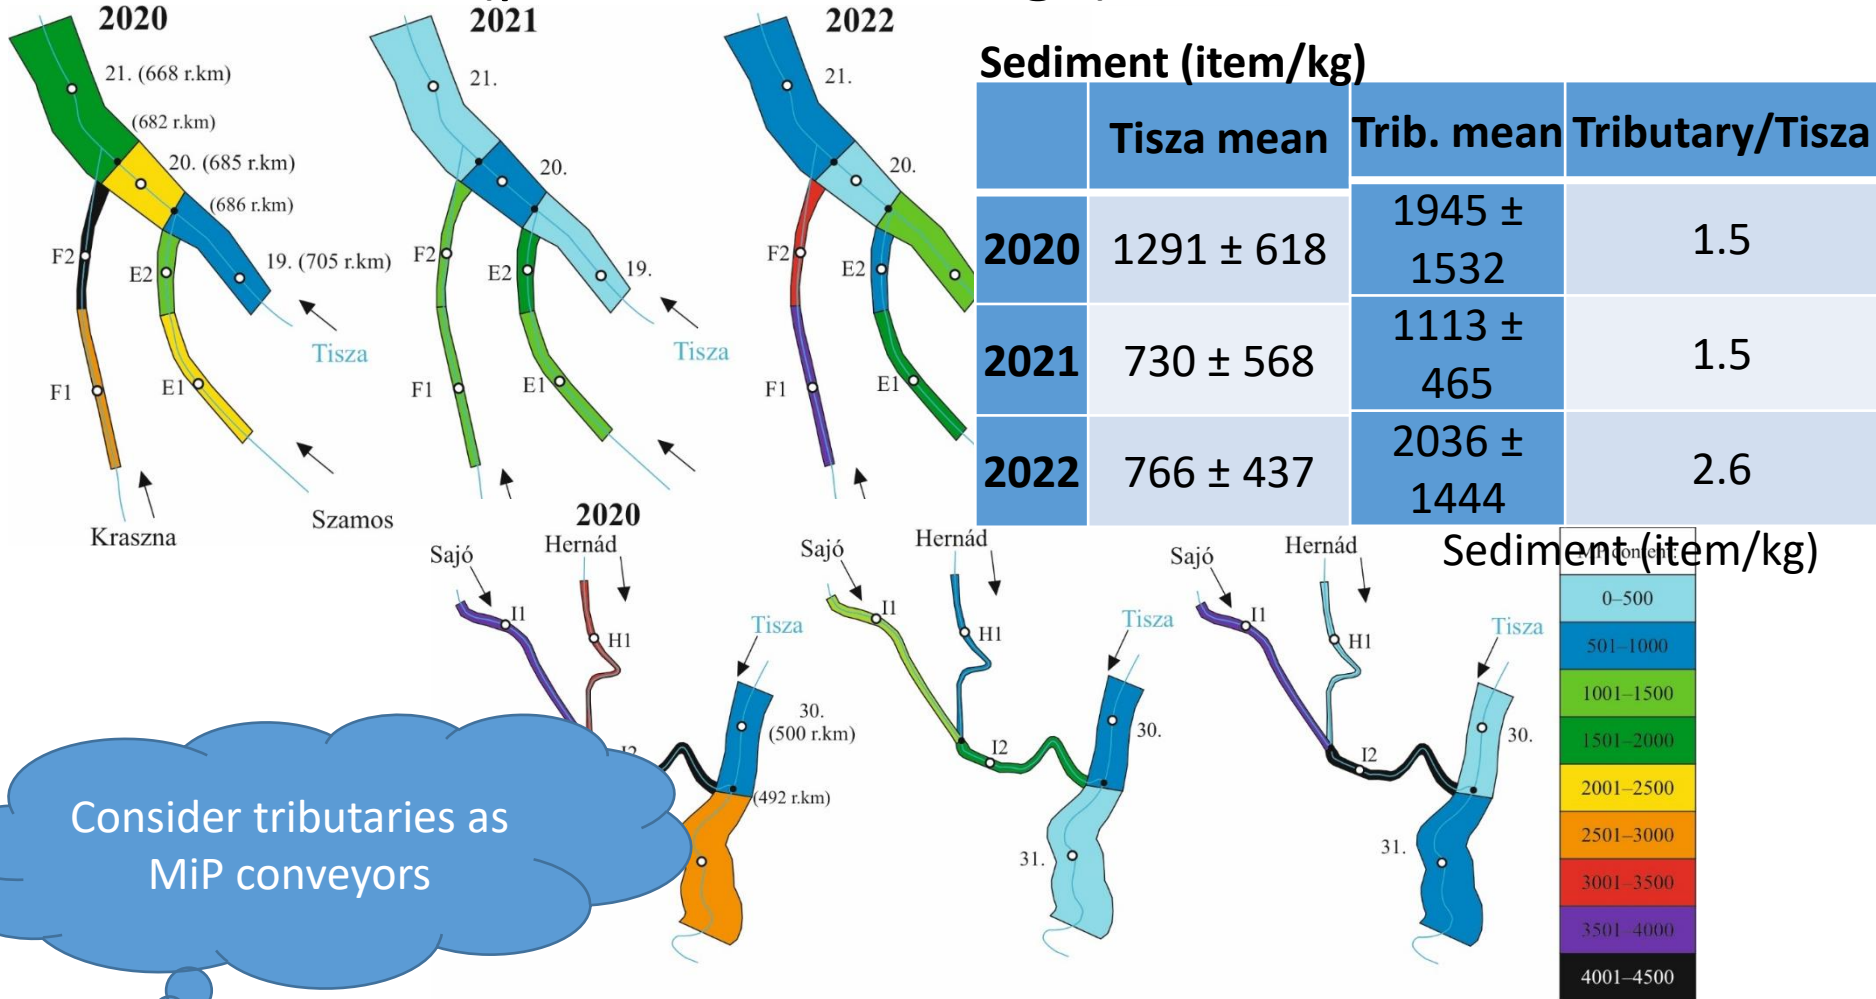 2020
2021
2022
21. (668 r.km)
(682 r.km)
20. (685 r.km)
(686 r.km)
19. (705 r.km)
F2
E2
F1
E1
Tisza
Kraszna
Szamos
21.
20.
19.
F2
E2
F1
E1
Tisza
21.
20.
F2
E2
F1
E1
Sediment (item/kg)
Tisza mean Trib. mean Tributary/Tisza
2020 1291 ± 618 1945 ± 1532 1.5
2021 730 ± 568 1113 ± 465 1.5
2022 766 ± 437 2036 ± 1444 2.6
2020
Sajó
Hernád
I1
H1
Tisza
30.
(500 r.km)
(492 r.km)
Sajó
Hernád
I1
H1
I2
Tisza
30.
31.
Sajó
Hernád
I1
H1
I2
Tisza
30.
31.
Sediment (item/kg)
MP content:
0–500
501–1000
1001–1500
1501–2000
2001–2500
2501–3000
3001–3500
3501–4000
4001–4500
Consider tributaries as
MiP conveyors